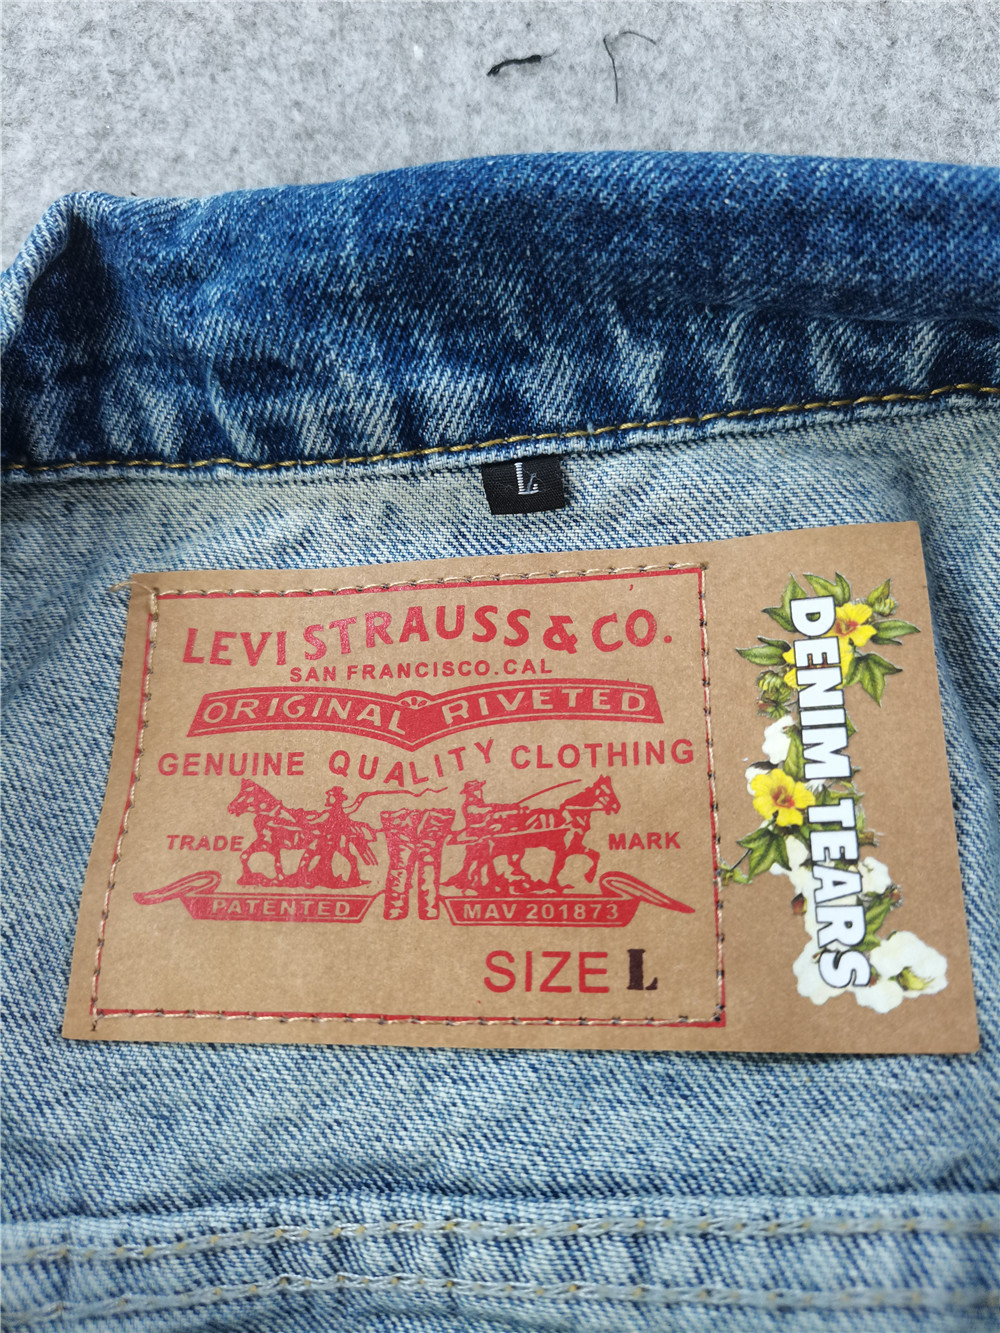 L
LEVI STRAUSS & CO.
SAN FRANCISCO.CAL
ORIGINAL RIVETED
GENUINE QUALITY CLOTHING
TRADE MARK
PATENTED MAV 201873
SIZE L
DENIM TEARS